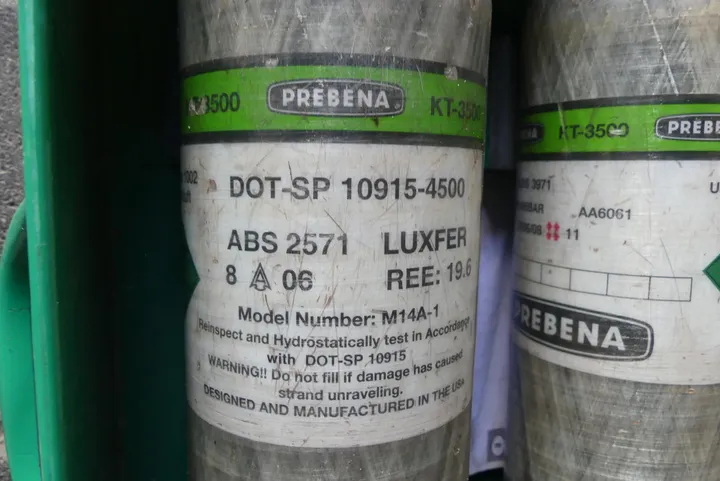 3500 PREBENA KT-3500
DOT-SP 10915-4500
ABS 2571 LUXFER
8 06 REE: 19.6
Model Number: M14A-1
Reinspect and Hydrostatically test in Accordance
with DOT-SP 10915
WARNING!! Do not fill if damage has caused
strand unraveling.
DESIGNED AND MANUFACTURED IN THE USA
KT-3500 PREBENA
3971
AA6061
11
PREBENA